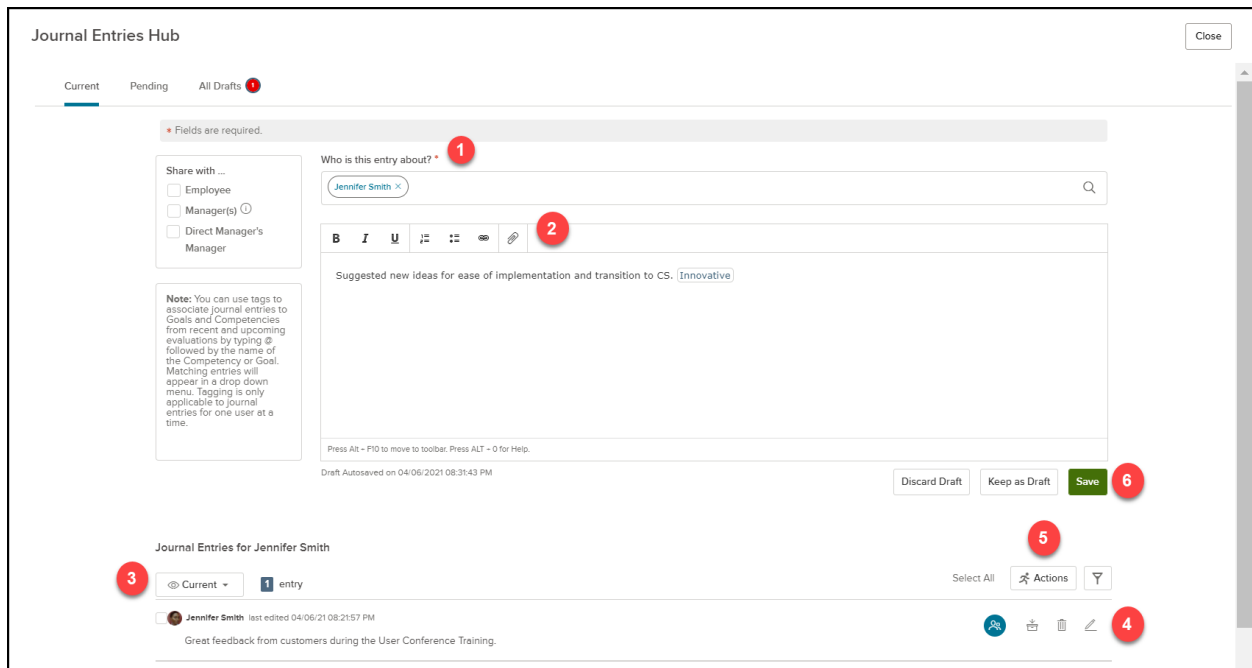 Journal Entries Hub
Close
Current Pending All Drafts 1
* Fields are required.
1
Share with ...
Employee
Manager(s)
Direct Manager's
Manager
Who is this entry about? *
Jennifer Smith ×
B I U
2
Suggested new ideas for ease of implementation and transition to CS. Innovative
Note: You can use tags to
associate journal entries to
Goals and Competencies
from recent and upcoming
evaluations by typing @
followed by the name of
the Competency or Goal.
Matching entries will
appear in a drop down
menu. Tagging is only
applicable to journal
entries for one user at a
time.
Press Alt - F10 to move to toolbar. Press ALT - 0 for Help.
Draft Autosaved on 04/06/2021 08:31:43 PM
Discard Draft Keep as Draft Save 6
Journal Entries for Jennifer Smith
5
3 Current 1 entry Select All Actions
Jennifer Smith last edited 04/06/21 08:21:57 PM
4
Great feedback from customers during the User Conference Training.